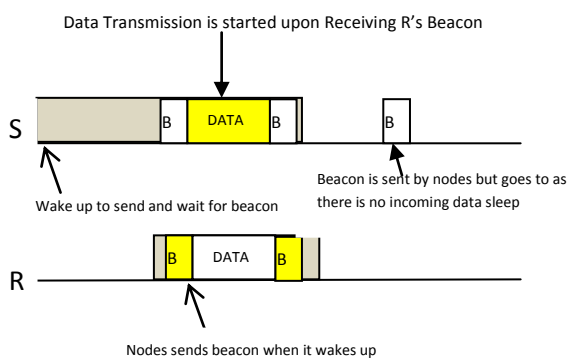 Data Transmission is started upon Receiving R's Beacon
S
B DATA B
B
Beacon is sent by nodes but goes to as
there is no incoming data sleep
Wake up to send and wait for beacon
R
B DATA B
Nodes sends beacon when it wakes up